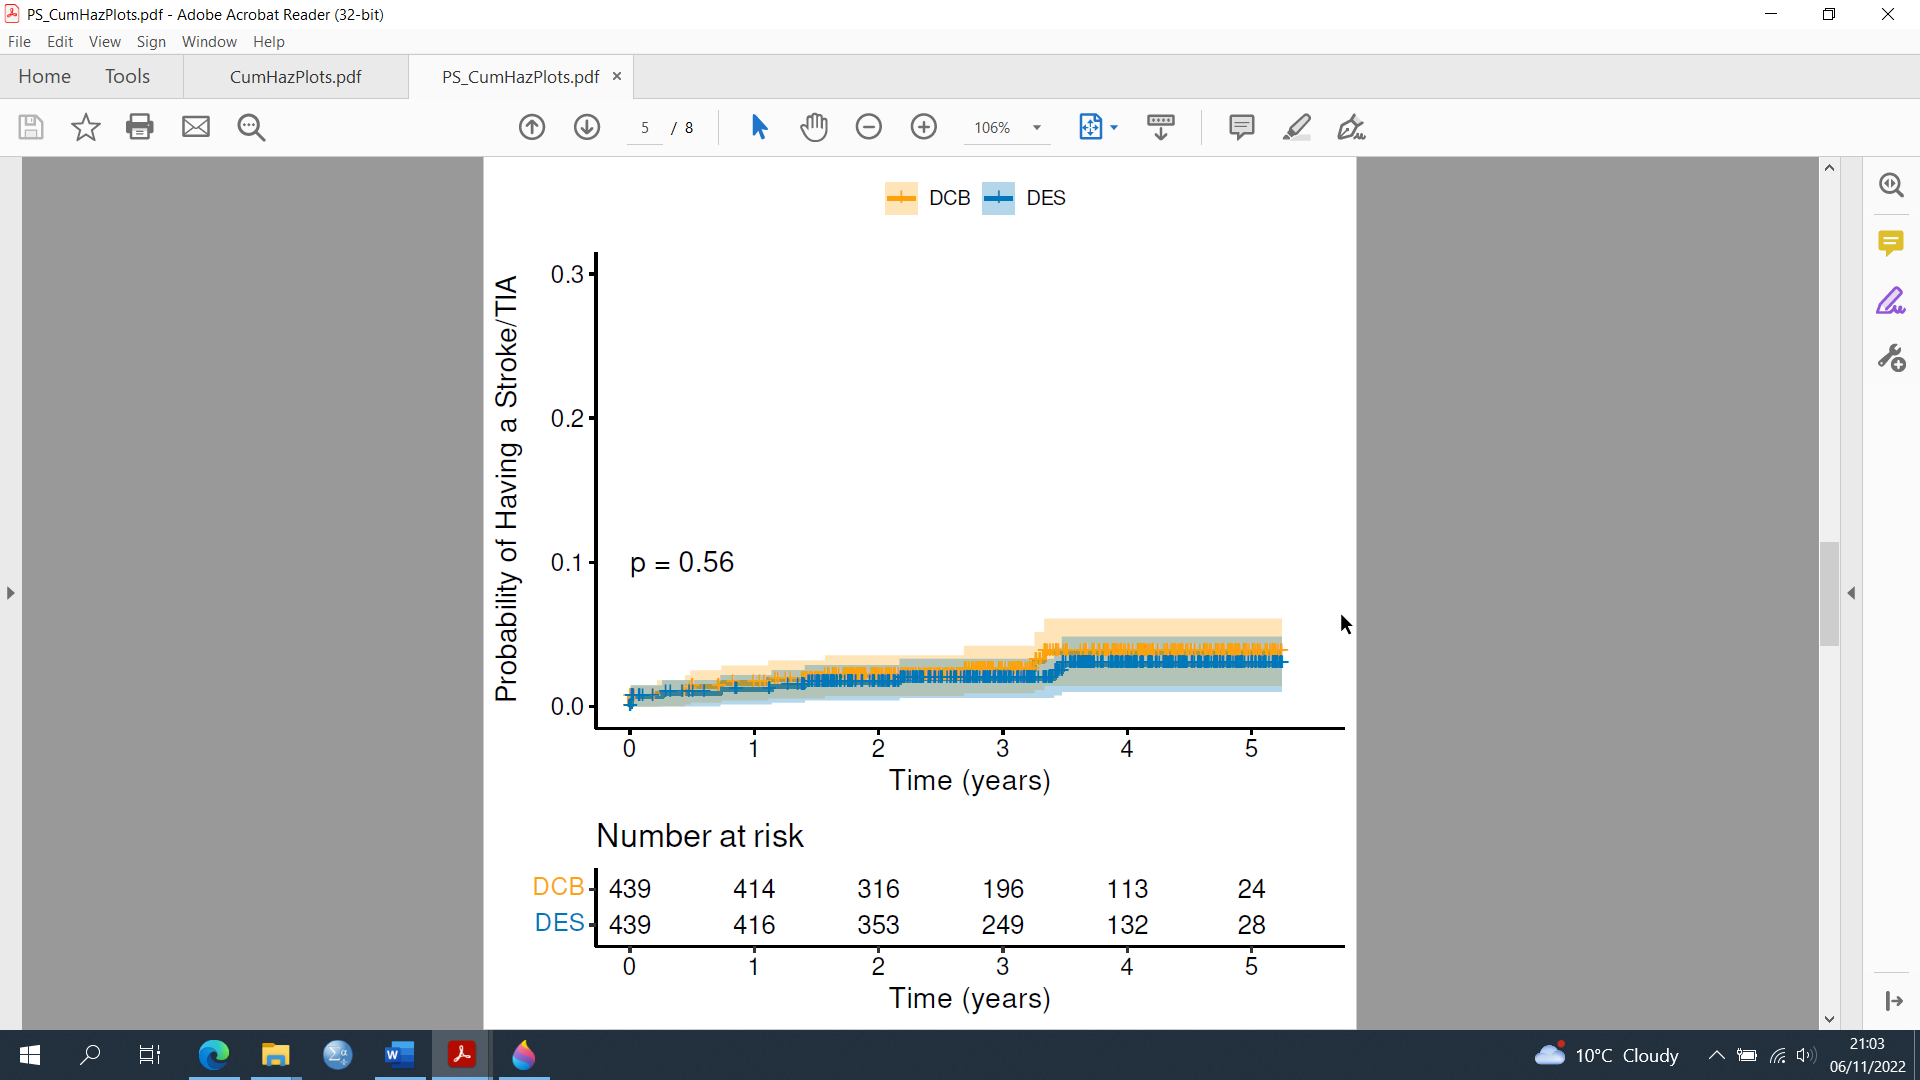 PS_CumHazPlots.pdf - Adobe Acrobat Reader (32-bit)
File Edit View Sign Window Help
Home Tools CumHazPlots.pdf PS_CumHazPlots.pdf ×
5 / 8 106%
DCB DES
Probability of Having a Stroke/TIA
0.3
0.2
0.1
p = 0.56
0.0
0 1 2 3 4 5
Time (years)
Number at risk
DCB 439 414 316 196 113 24
DES 439 416 353 249 132 28
0 1 2 3 4 5
Time (years)
Σα
W
10°C Cloudy
21:03
06/11/2022